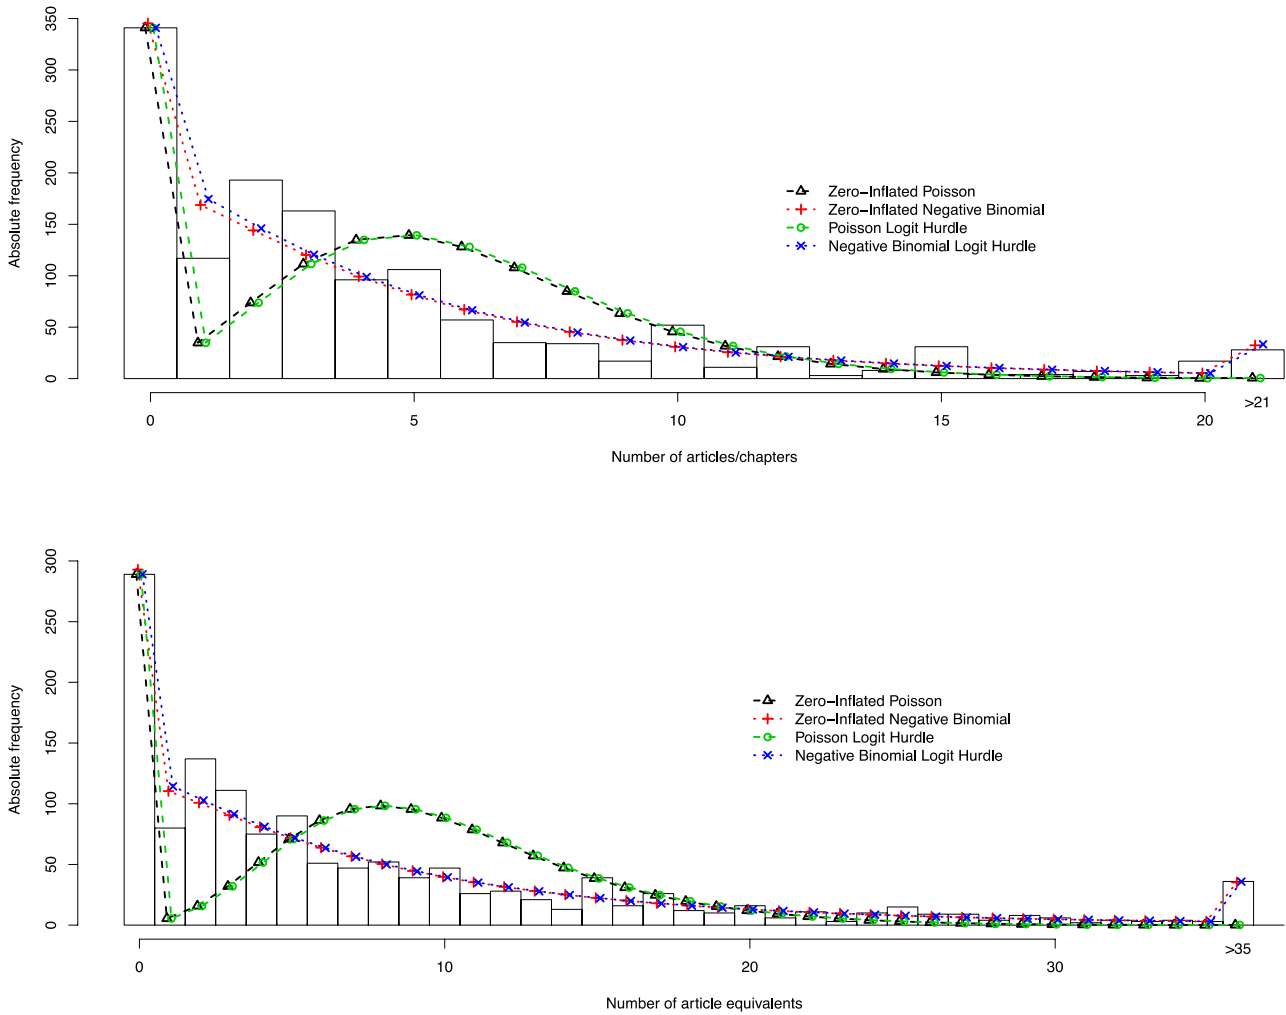 350
300
250
200
150
100
50
0
Absolute frequency
Zero−Inflated Poisson
Zero−Inflated Negative Binomial
Poisson Logit Hurdle
Negative Binomial Logit Hurdle
0 5 10 15 20 >21
Number of articles/chapters
300
250
200
150
100
50
0
Absolute frequency
Zero−Inflated Poisson
Zero−Inflated Negative Binomial
Poisson Logit Hurdle
Negative Binomial Logit Hurdle
0 10 20 30 >35
Number of article equivalents